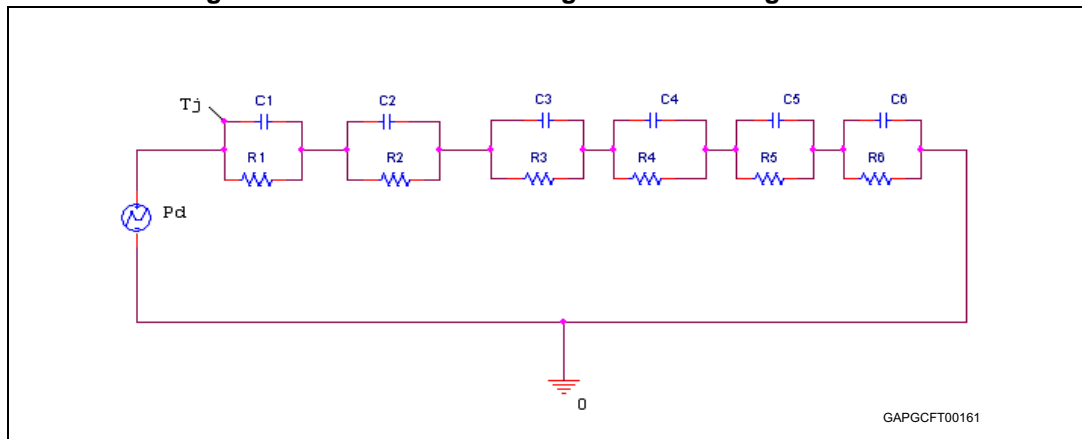 Tj
C1 C2 C3 C4 C5 C6
R1 R2 R3 R4 R5 R6
Pd
0
GAPGCFT00161